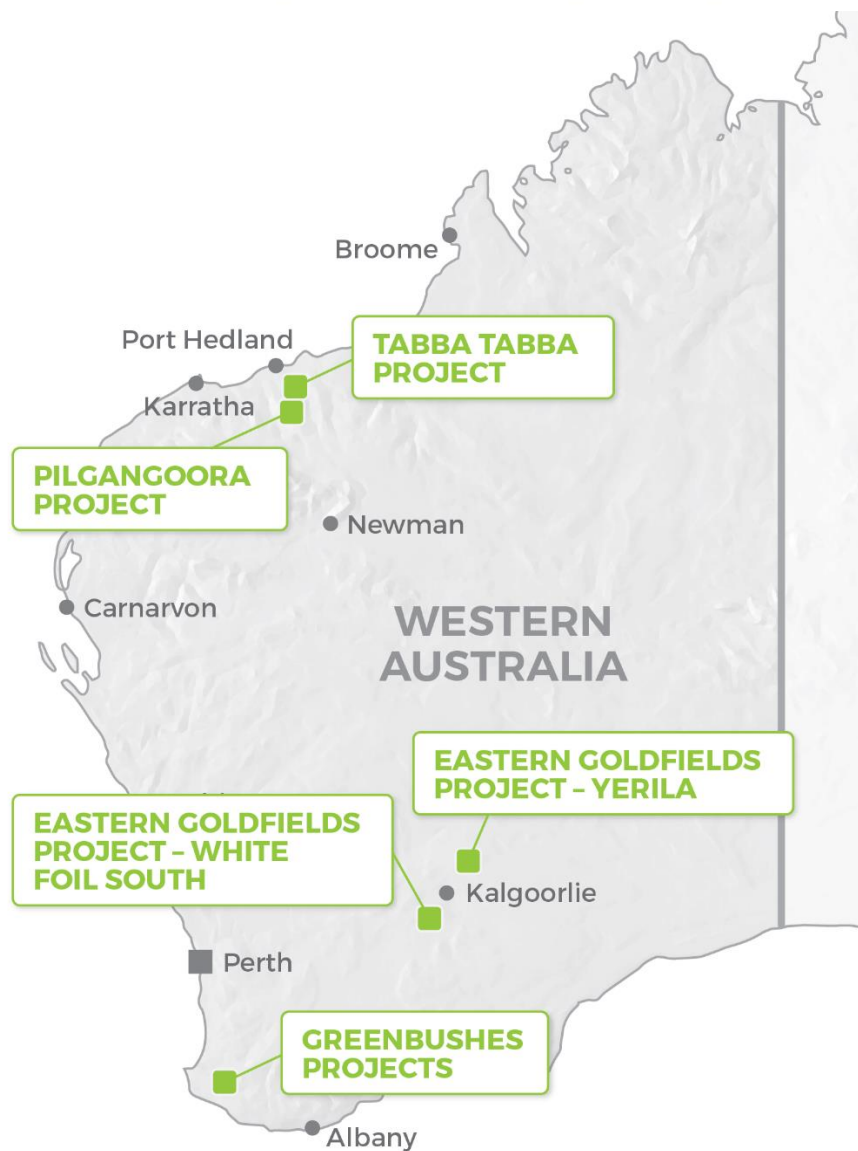 Broome
Port Hedland
TABBA TABBA
PROJECT
Karratha
PILGANGOORA
PROJECT
Newman
Carnarvon
WESTERN
AUSTRALIA
EASTERN GOLDFIELDS
PROJECT – YERILA
EASTERN GOLDFIELDS
PROJECT – WHITE
FOIL SOUTH
Kalgoorlie
Perth
GREENBUSHES
PROJECTS
Albany